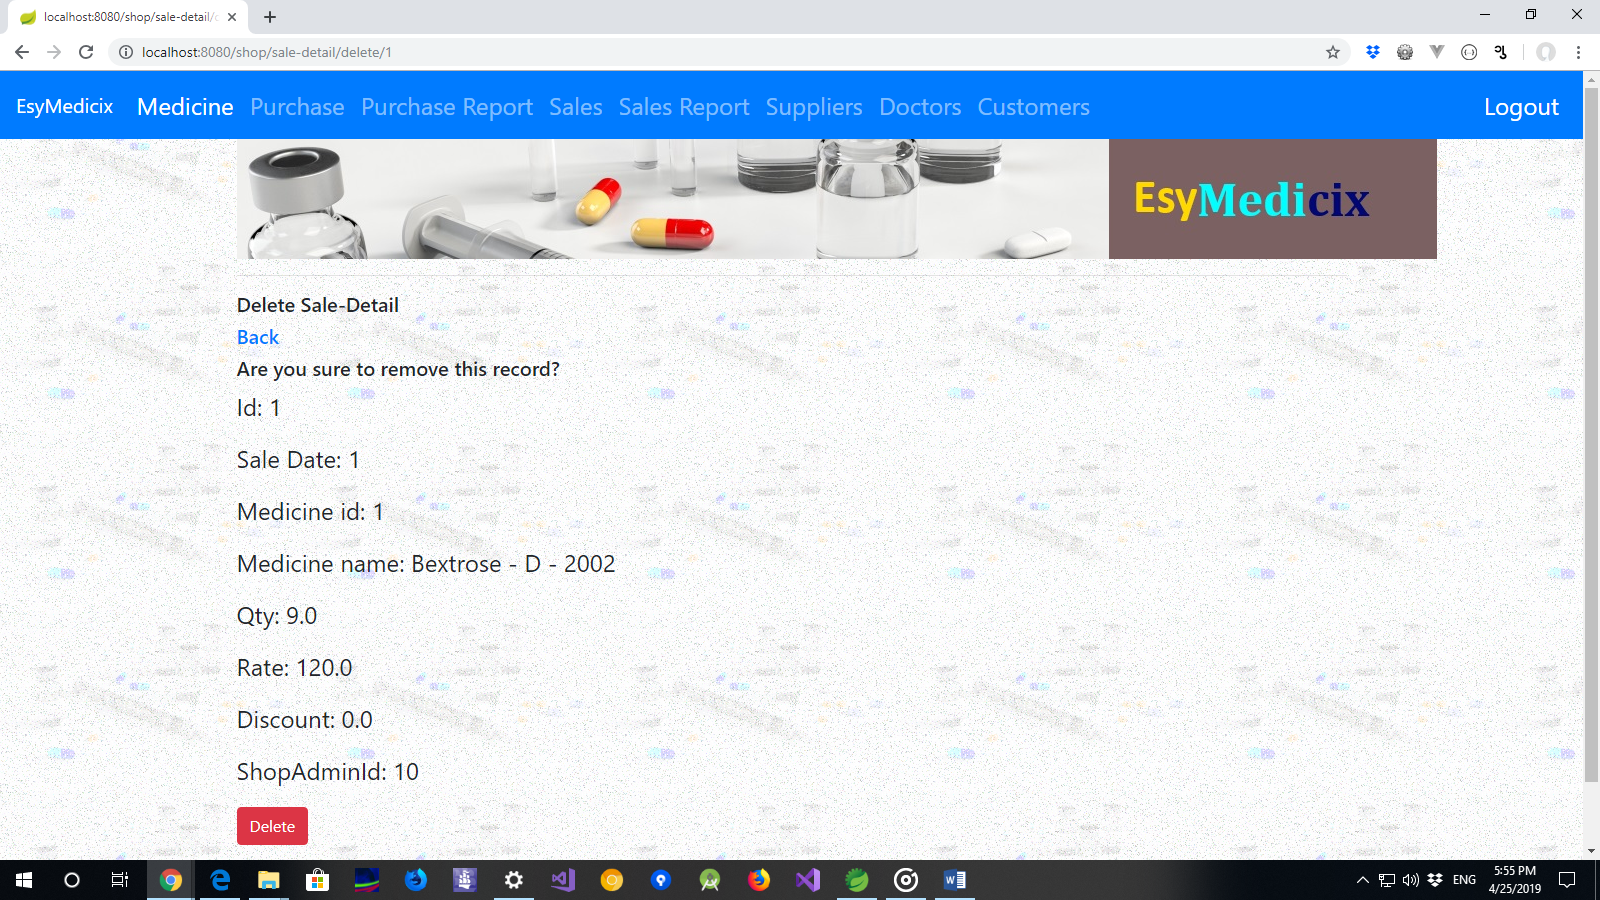 localhost:8080/shop/sale-detail/
localhost:8080/shop/sale-detail/delete/1
EsyMedicix Medicine Purchase Purchase Report Sales Sales Report Suppliers Doctors Customers Logout
EsyMedicix
Delete Sale-Detail
Back
Are you sure to remove this record?
Id: 1
Sale Date: 1
Medicine id: 1
Medicine name: Bextrose - D - 2002
Qty: 9.0
Rate: 120.0
Discount: 0.0
ShopAdminId: 10
Delete
ENG
5:55 PM
4/25/2019